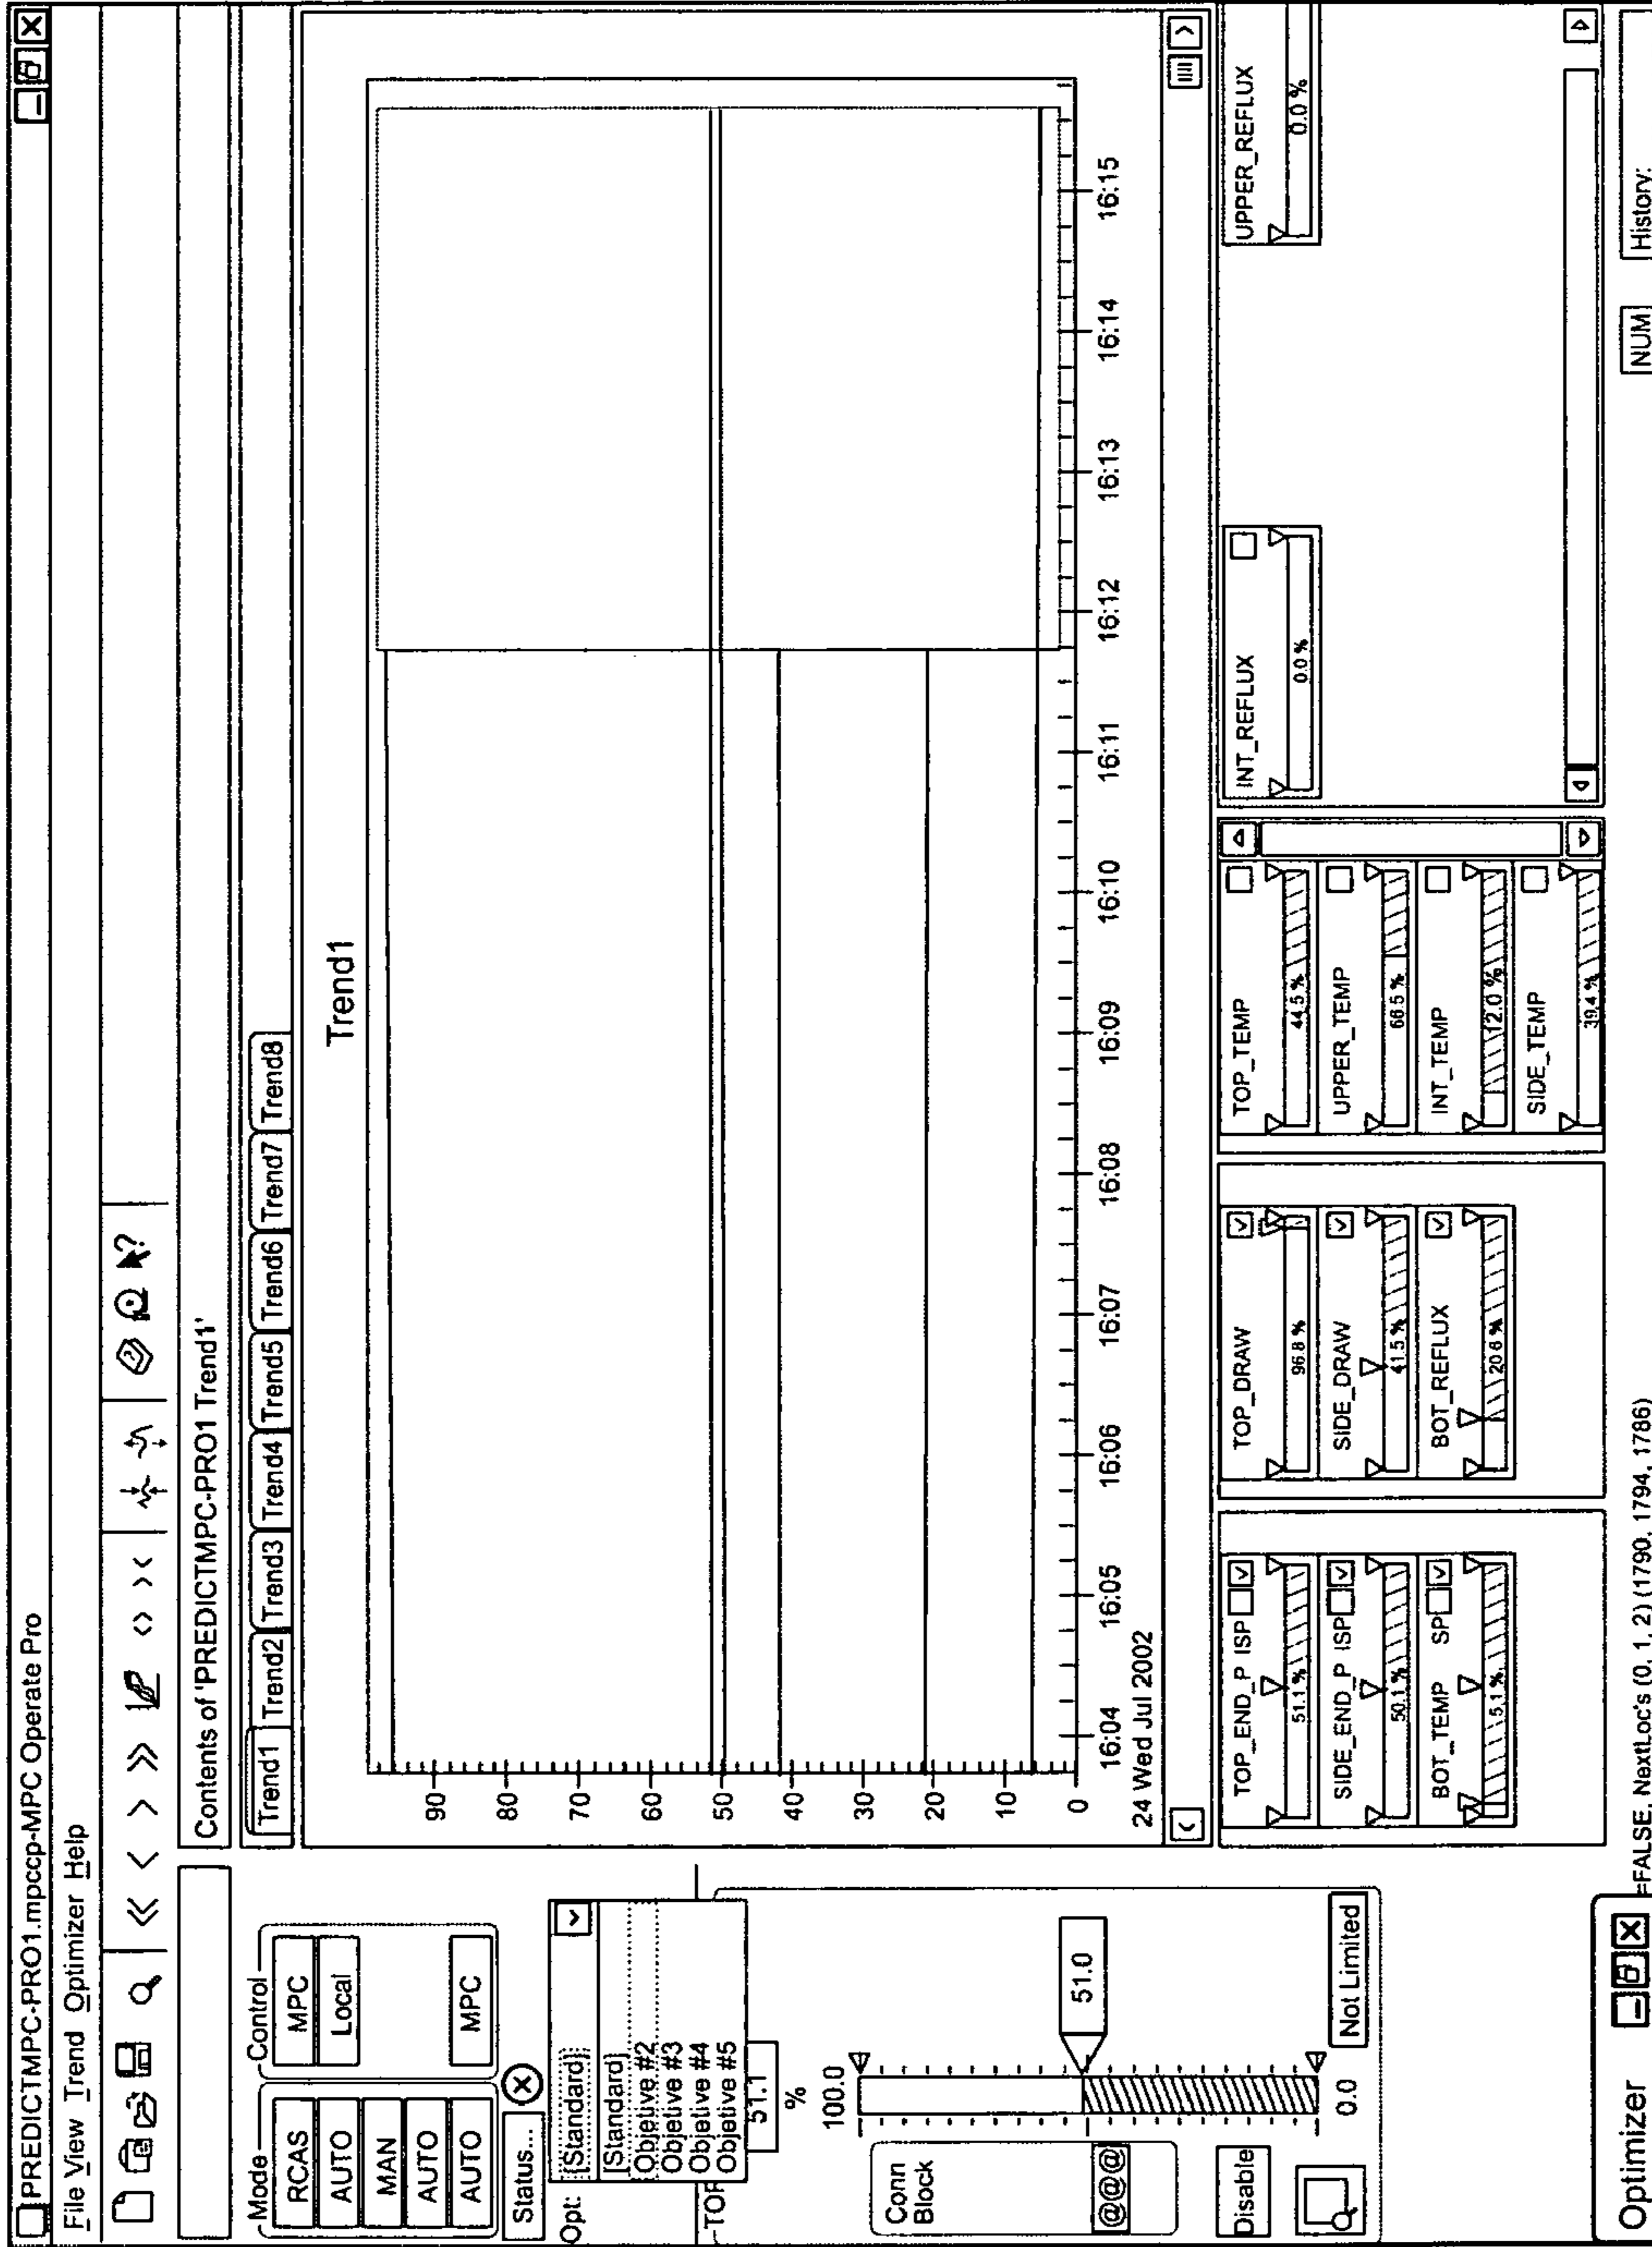 PREDICTMPC-PRO1.mpccp-MPC Operate Pro
File View Trend Optimizer Help
Contents of 'PREDICTMPC-PRO1 Trend1'
Trend1 Trend2 Trend3 Trend4 Trend5 Trend6 Trend7 Trend8
Mode
RCAS
AUTO
MAN
AUTO
AUTO
Control
MPC
Local
MPC
Status...
Opt:
[Standard]
[Standard]
Objetive #2
Objetive #3
Objetive #4
Objetive #5
TOP
51.1
%
100.0
51.0
0.0
Conn
Block
@@@
Disable
Not Limited
Trend1
90
80
70
60
50
40
30
20
10
0
16:04 16:05 16:06 16:07 16:08 16:09 16:10 16:11 16:12 16:13 16:14 16:15
24 Wed Jul 2002
TOP_END_P ISP
51.1 %
SIDE_END_P ISP
50.1 %
BOT_TEMP SP
5.1 %
TOP_DRAW
96.8 %
SIDE_DRAW
41.5 %
BOT_REFLUX
20.6 %
TOP_TEMP
44.5 %
UPPER_TEMP
66.5 %
INT_TEMP
12.0 %
SIDE_TEMP
39.4 %
INT_REFLUX
0.0 %
UPPER_REFLUX
0.0 %
Optimizer
=FALSE, NextLoc's (0, 1, 2) (1790, 1794, 1786)
NUM
History: